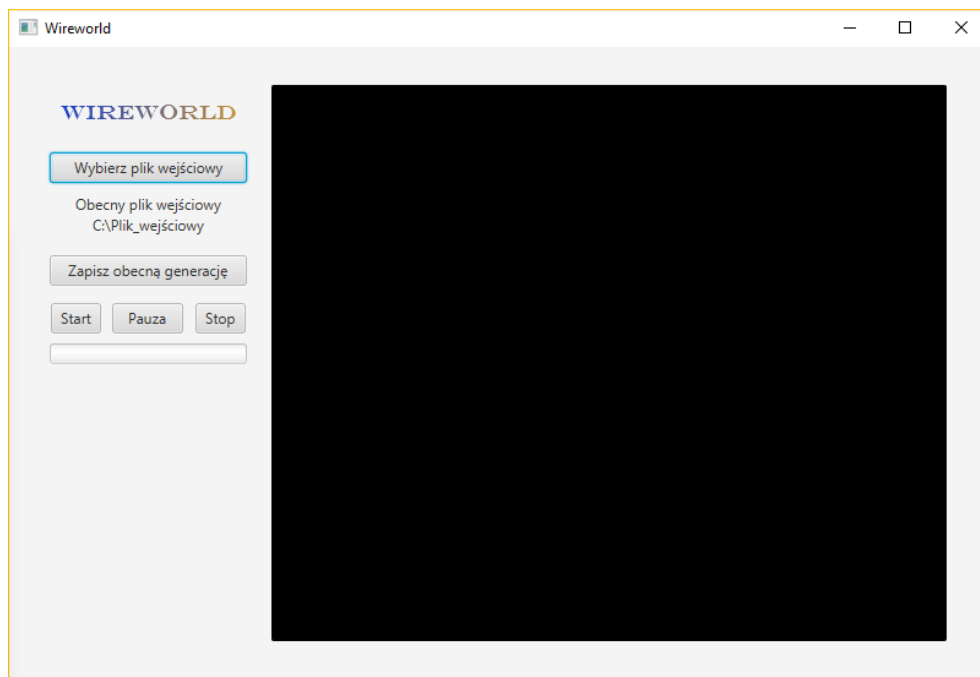 Wireworld
WIREWORLD
Wybierz plik wejściowy
Obecny plik wejściowy
C:\Plik_wejściowy
Zapisz obecną generację
Start Pauza Stop